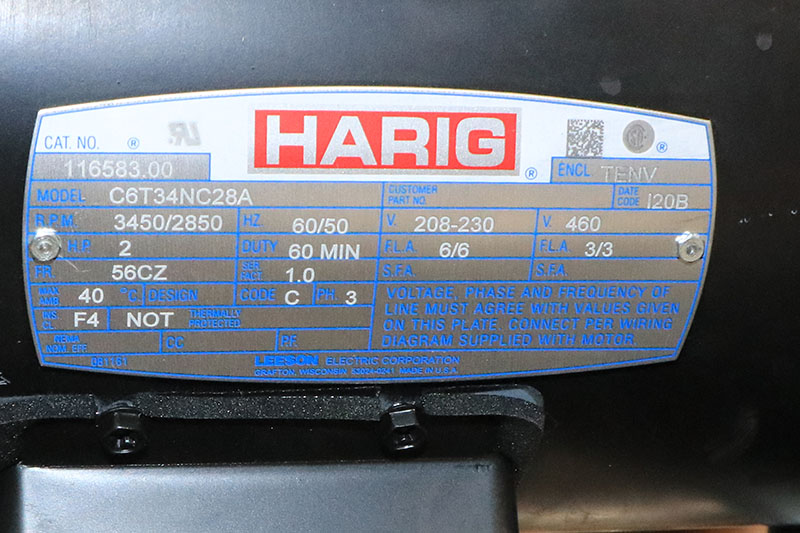 HARIG ®
CAT. NO. ®
116583.00 ENCL TENV
MODEL C6T34NC28A CUSTOMER PART NO. DATE CODE I20B
R.P.M. 3450/2850 HZ. 60/50 V. 208-230 V. 460
H.P. 2 DUTY 60 MIN F.L.A. 6/6 F.L.A. 3/3
FR. 56CZ SER. FACT. 1.0 S.F.A. S.F.A.
MAX. AMB. 40 °C DESIGN CODE C PH 3
INS. CL. F4 NOT THERMALLY PROTECTED
NEMA NOM. EFF. CC RF
VOLTAGE, PHASE AND FREQUENCY OF
LINE MUST AGREE WITH VALUES GIVEN
ON THIS PLATE. CONNECT PER WIRING
DIAGRAM SUPPLIED WITH MOTOR.
081761 LEESON ELECTRIC CORPORATION
GRAFTON, WISCONSIN 53024-0241 MADE IN U.S.A.